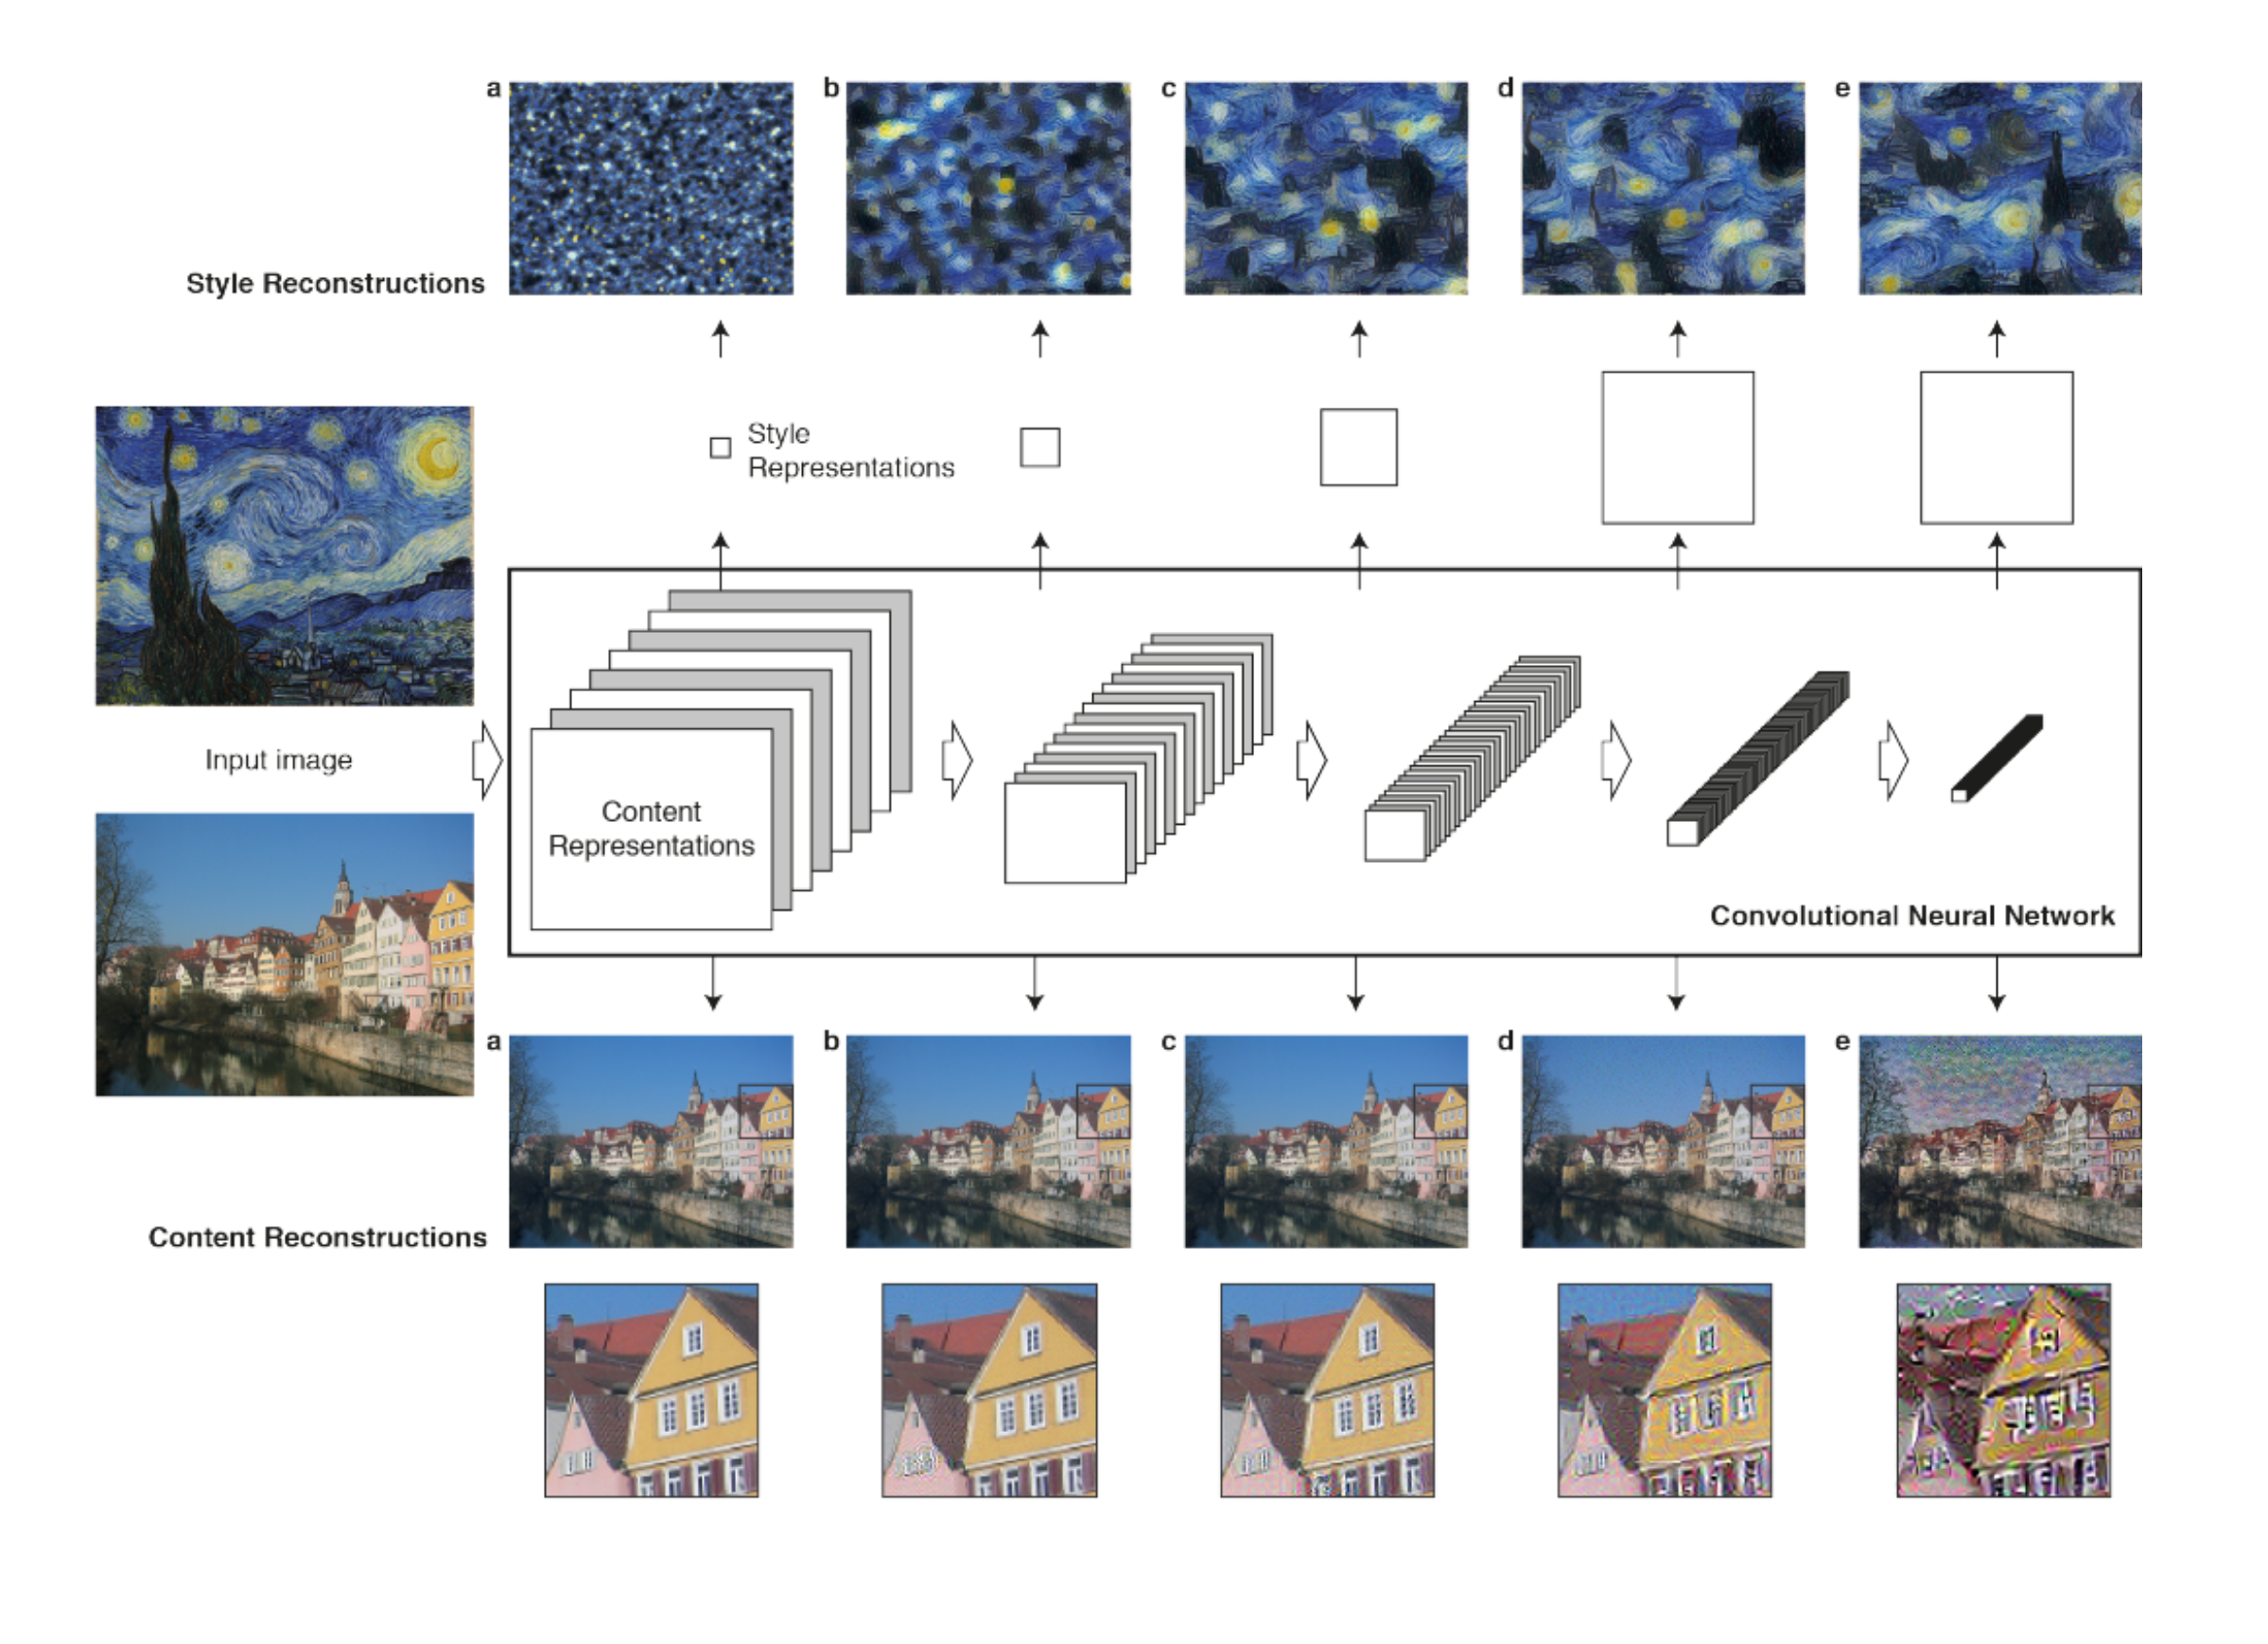 a
b
c
d
e
Style Reconstructions
Style
Representations
Input image
Content
Representations
Convolutional Neural Network
a
b
c
d
e
Content Reconstructions